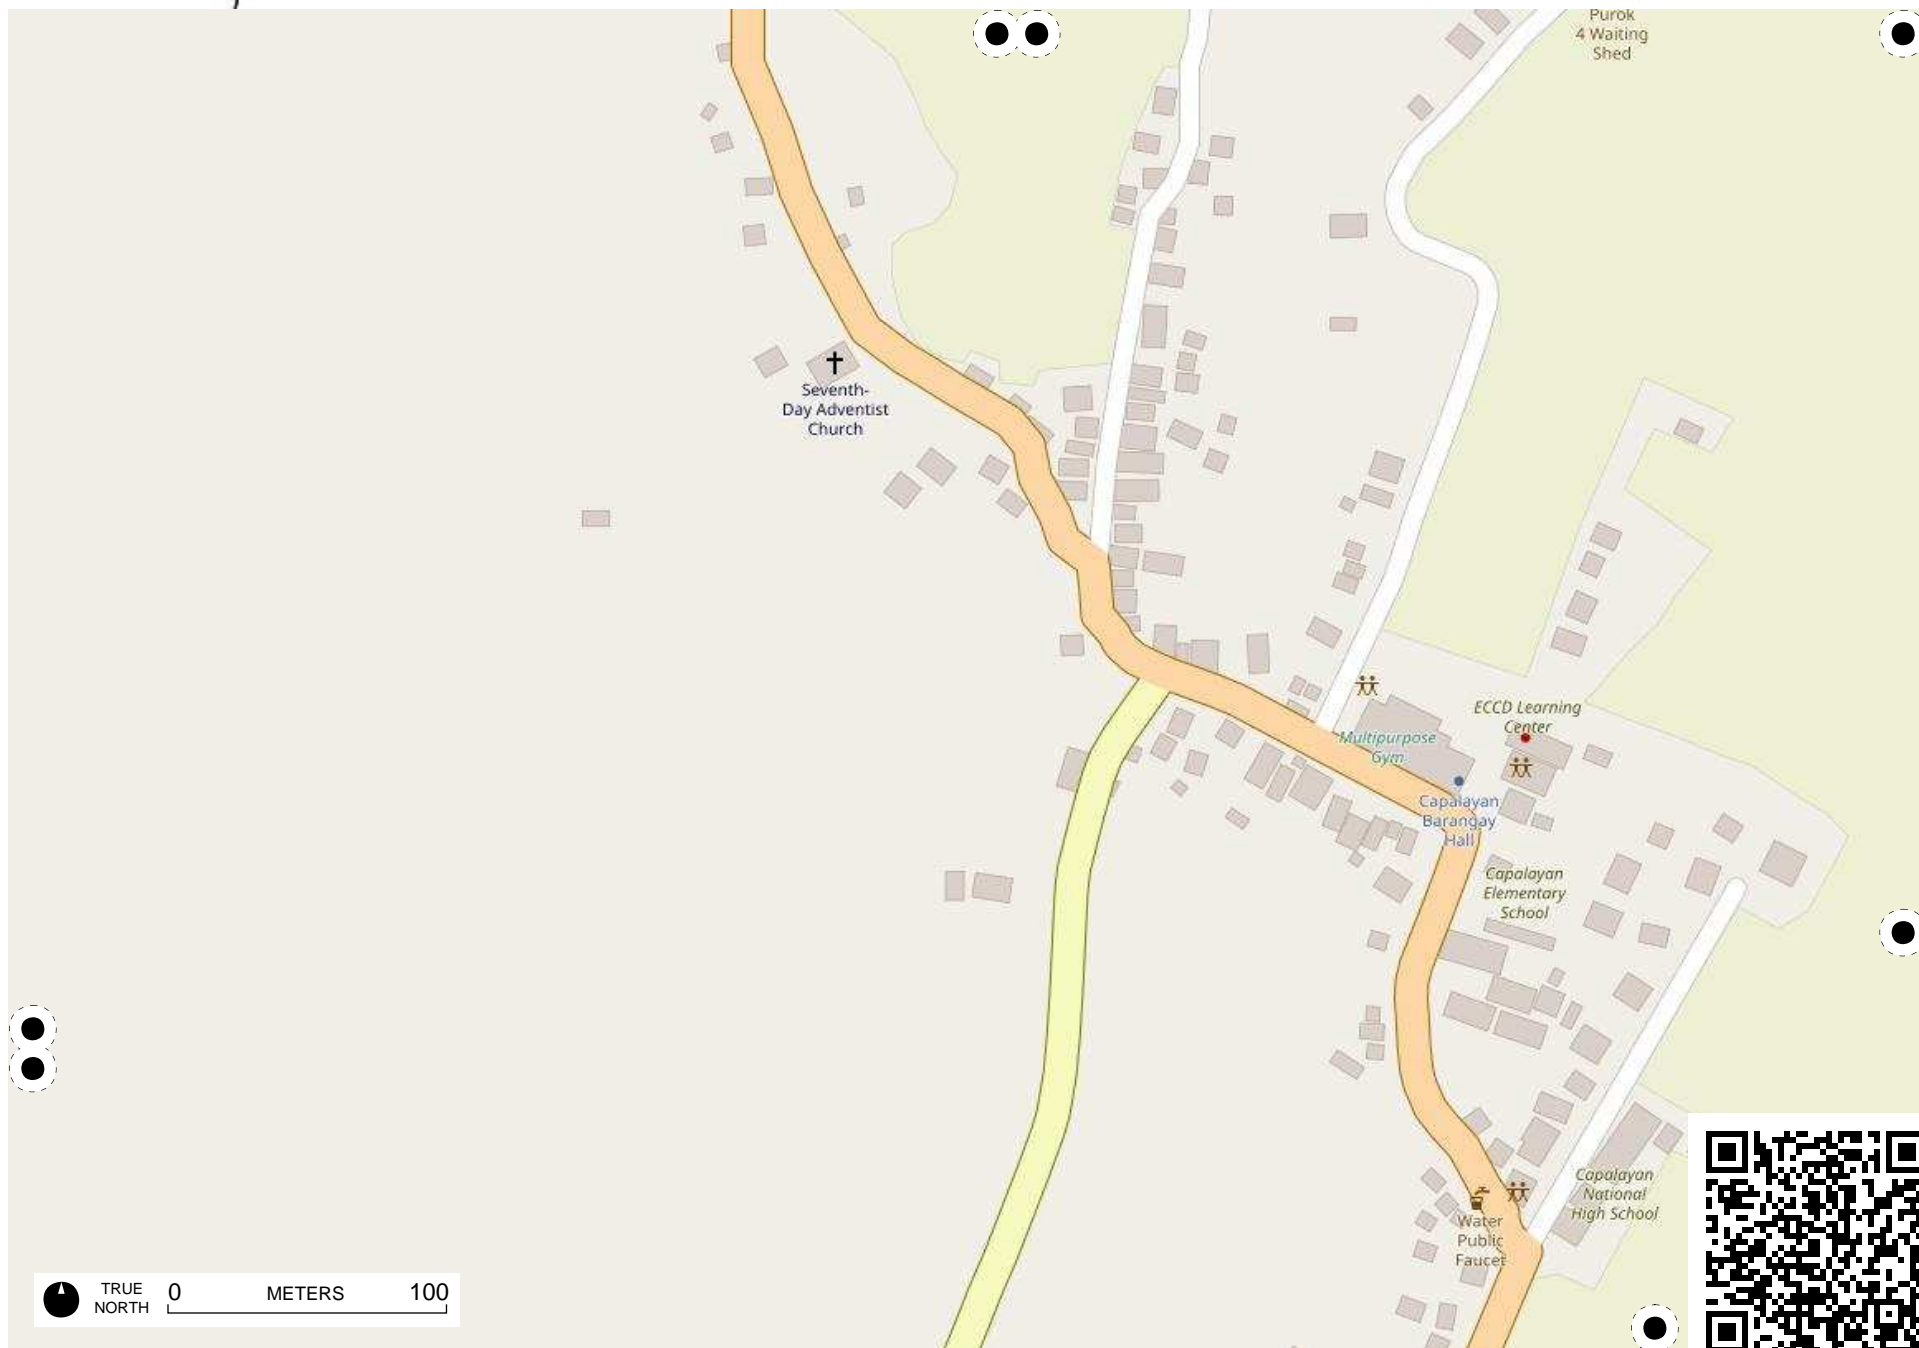 Purok
4 Waiting
Shed
Seventh-
Day Adventist
Church
ECCD Learning
Center
Multipurpose
Gym
Capalayan
Barangay
Hall
Capalayan
Elementary
School
Capalayan
National
High School
Water
Public
Faucet
TRUE
NORTH
0 METERS 100